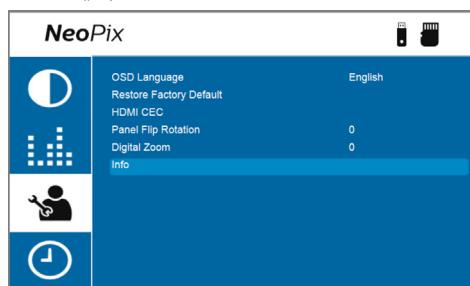 NeoPix
OSD Language English
Restore Factory Default
HDMI CEC
Panel Flip Rotation 0
Digital Zoom 0
Info